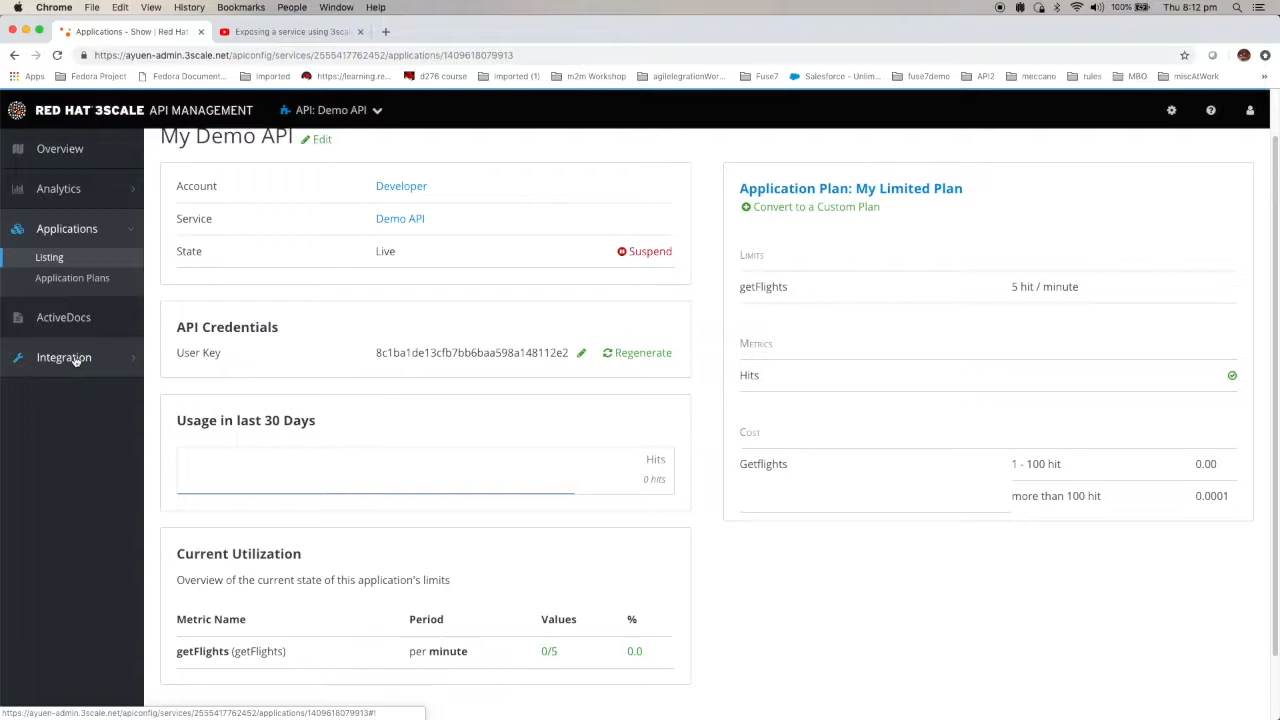 Chrome File Edit View History Bookmarks People Window Help 100% Thu 8:12 pm
Applications - Show | Red Hat Exposing a service using 3scal
https://ayuen-admin.3scale.net/apiconfig/services/2555417762452/applications/1409618079913
Apps Fedora Project Fedora Document... Imported https://learning.re... d276 course Imported (1) m2m Workshop agileIegrationWor... Fuse7 Salesforce - Unlim... fuse7demo API2 meccano rules MBO miscAtWork »
RED HAT 3SCALE API MANAGEMENT API: Demo API
My Demo API Edit
Overview
Analytics
Applications
Listing
Application Plans
ActiveDocs
Integration
Account Developer
Service Demo API
State Live Suspend
API Credentials
User Key 8c1ba1de13cfb7bb6baa598a148112e2 Regenerate
Usage in last 30 Days
Hits
0 hits
Current Utilization
Overview of the current state of this application's limits
Metric Name Period Values %
getFlights (getFlights) per minute 0/5 0.0
Application Plan: My Limited Plan
Convert to a Custom Plan
Limits
getFlights 5 hit / minute
Metrics
Hits
Cost
Getflights 1 - 100 hit 0.00
more than 100 hit 0.0001
https://ayuen-admin.3scale.net/apiconfig/services/2555417762452/applications/1409618079913#!